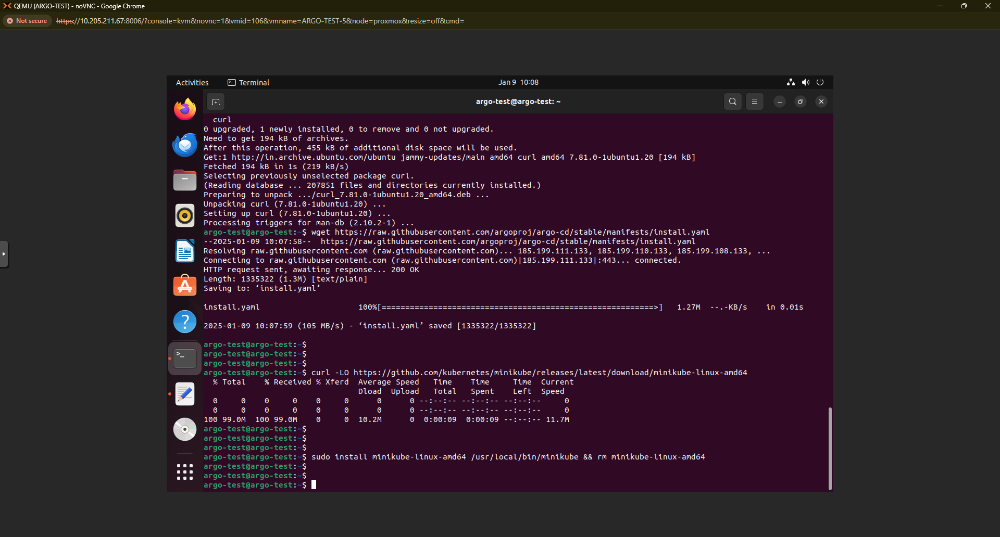 QEMU (ARGO-TEST) - noVNC - Google Chrome
Not secure https://10.205.211.67:8006/?console=kvm&novnc=1&vmid=106&vmname=ARGO-TEST-5&node=proxmox&resize=off&cmd=
Activities Terminal Jan 9 10:08
argo-test@argo-test: ~
curl
0 upgraded, 1 newly installed, 0 to remove and 0 not upgraded.
Need to get 194 kB of archives.
After this operation, 455 kB of additional disk space will be used.
Get:1 http://in.archive.ubuntu.com/ubuntu jammy-updates/main amd64 curl amd64 7.81.0-1ubuntu1.20 [194 kB]
Fetched 194 kB in 1s (219 kB/s)
Selecting previously unselected package curl.
(Reading database ... 207851 files and directories currently installed.)
Preparing to unpack .../curl_7.81.0-1ubuntu1.20_amd64.deb ...
Unpacking curl (7.81.0-1ubuntu1.20) ...
Setting up curl (7.81.0-1ubuntu1.20) ...
Processing triggers for man-db (2.10.2-1) ...
argo-test@argo-test:~$ wget https://raw.githubusercontent.com/argoproj/argo-cd/stable/manifests/install.yaml
--2025-01-09 10:07:58--  https://raw.githubusercontent.com/argoproj/argo-cd/stable/manifests/install.yaml
Resolving raw.githubusercontent.com (raw.githubusercontent.com)... 185.199.111.133, 185.199.110.133, 185.199.108.133, ...
Connecting to raw.githubusercontent.com (raw.githubusercontent.com)|185.199.111.133|:443... connected.
HTTP request sent, awaiting response... 200 OK
Length: 1335322 (1.3M) [text/plain]
Saving to: ‘install.yaml’
install.yaml 100%[==========================================================>] 1.27M --.-KB/s in 0.01s
2025-01-09 10:07:59 (105 MB/s) - ‘install.yaml’ saved [1335322/1335322]
argo-test@argo-test:~$
argo-test@argo-test:~$
argo-test@argo-test:~$
argo-test@argo-test:~$ curl -LO https://github.com/kubernetes/minikube/releases/latest/download/minikube-linux-amd64
% Total % Received % Xferd Average Speed Time Time Time Current
Dload Upload Total Spent Left Speed
0 0 0 0 0 0 0 0 --:--:-- --:--:-- --:--:-- 0
0 0 0 0 0 0 0 0 --:--:-- --:--:-- --:--:-- 0
100 99.0M 100 99.0M 0 0 10.2M 0 0:00:09 0:00:09 --:--:-- 11.7M
argo-test@argo-test:~$
argo-test@argo-test:~$
argo-test@argo-test:~$
argo-test@argo-test:~$ sudo install minikube-linux-amd64 /usr/local/bin/minikube && rm minikube-linux-amd64
argo-test@argo-test:~$
argo-test@argo-test:~$
argo-test@argo-test:~$